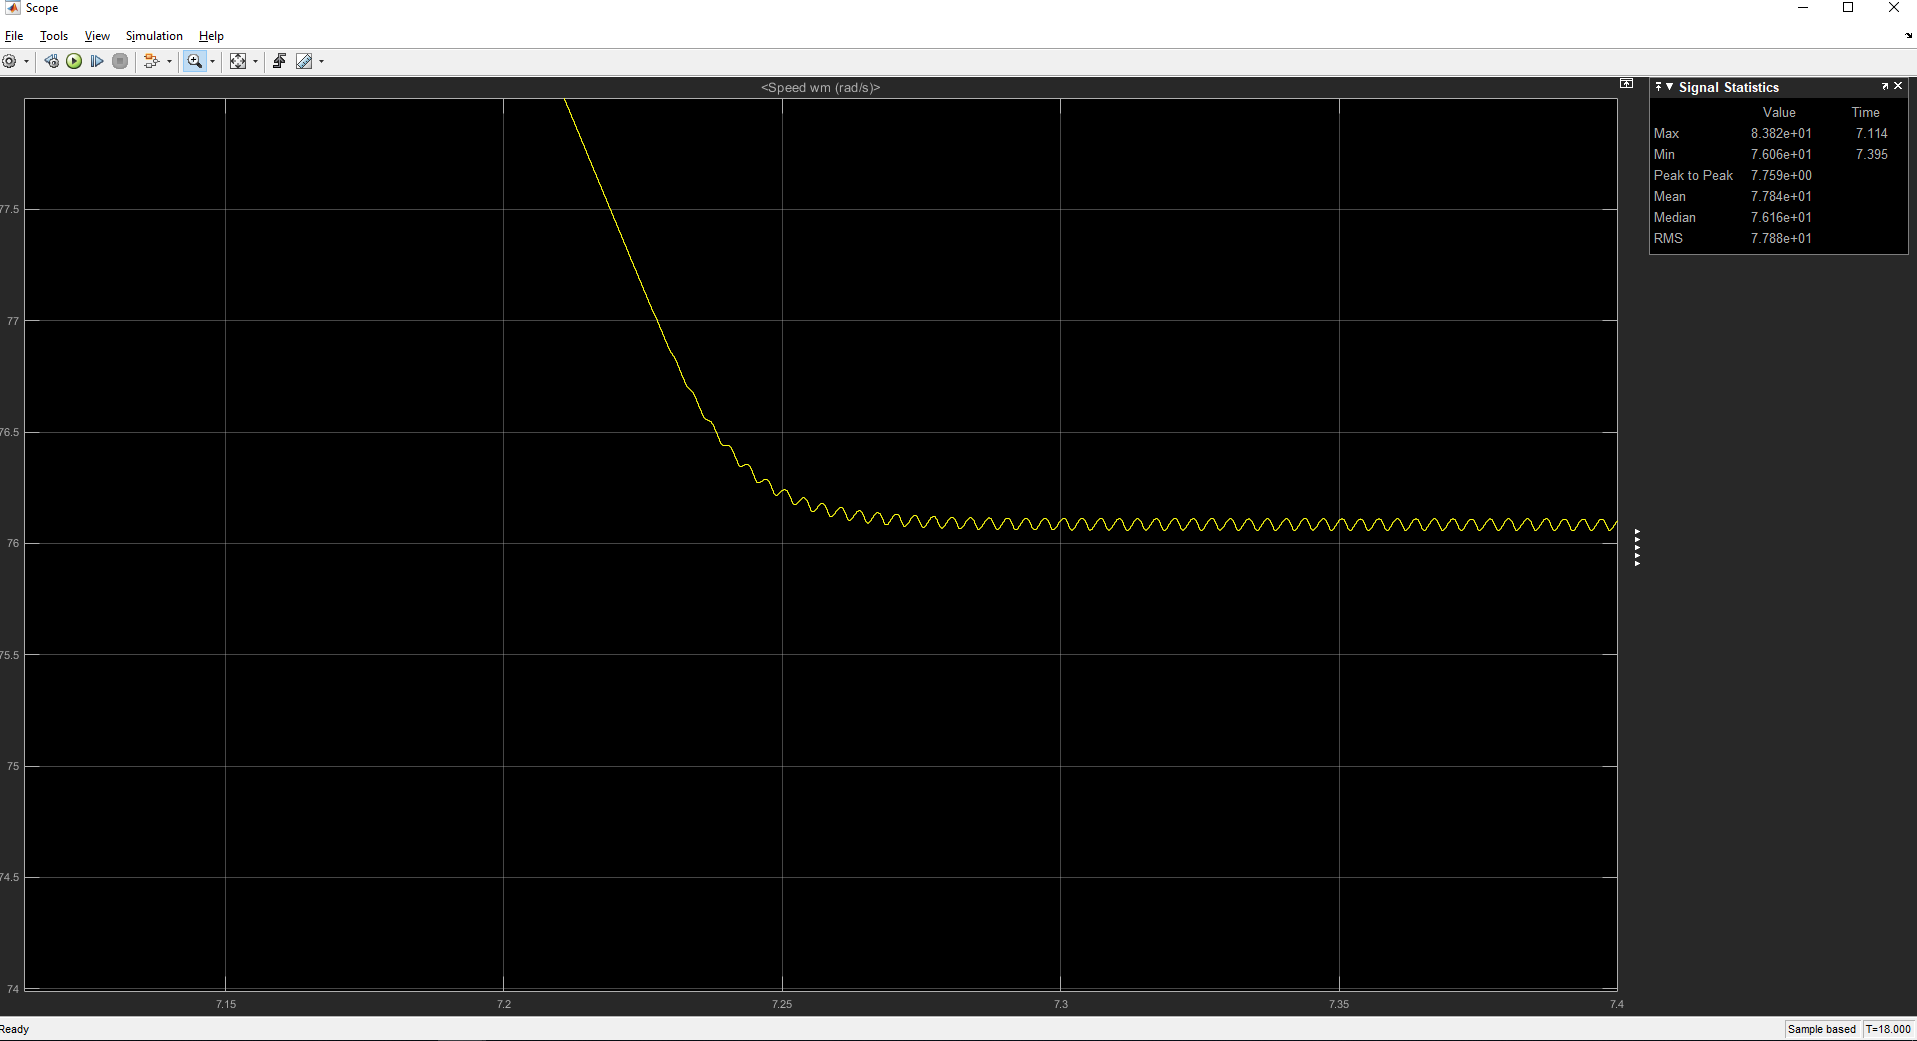 Scope
File Tools View Simulation Help
<Speed wm (rad/s)>
77.5
77
76.5
76
75.5
75
74.5
74
7.15 7.2 7.25 7.3 7.35 7.4
Signal Statistics
Value Time
Max 8.382e+01 7.114
Min 7.606e+01 7.395
Peak to Peak 7.759e+00
Mean 7.784e+01
Median 7.616e+01
RMS 7.788e+01
Ready Sample based T=18.000